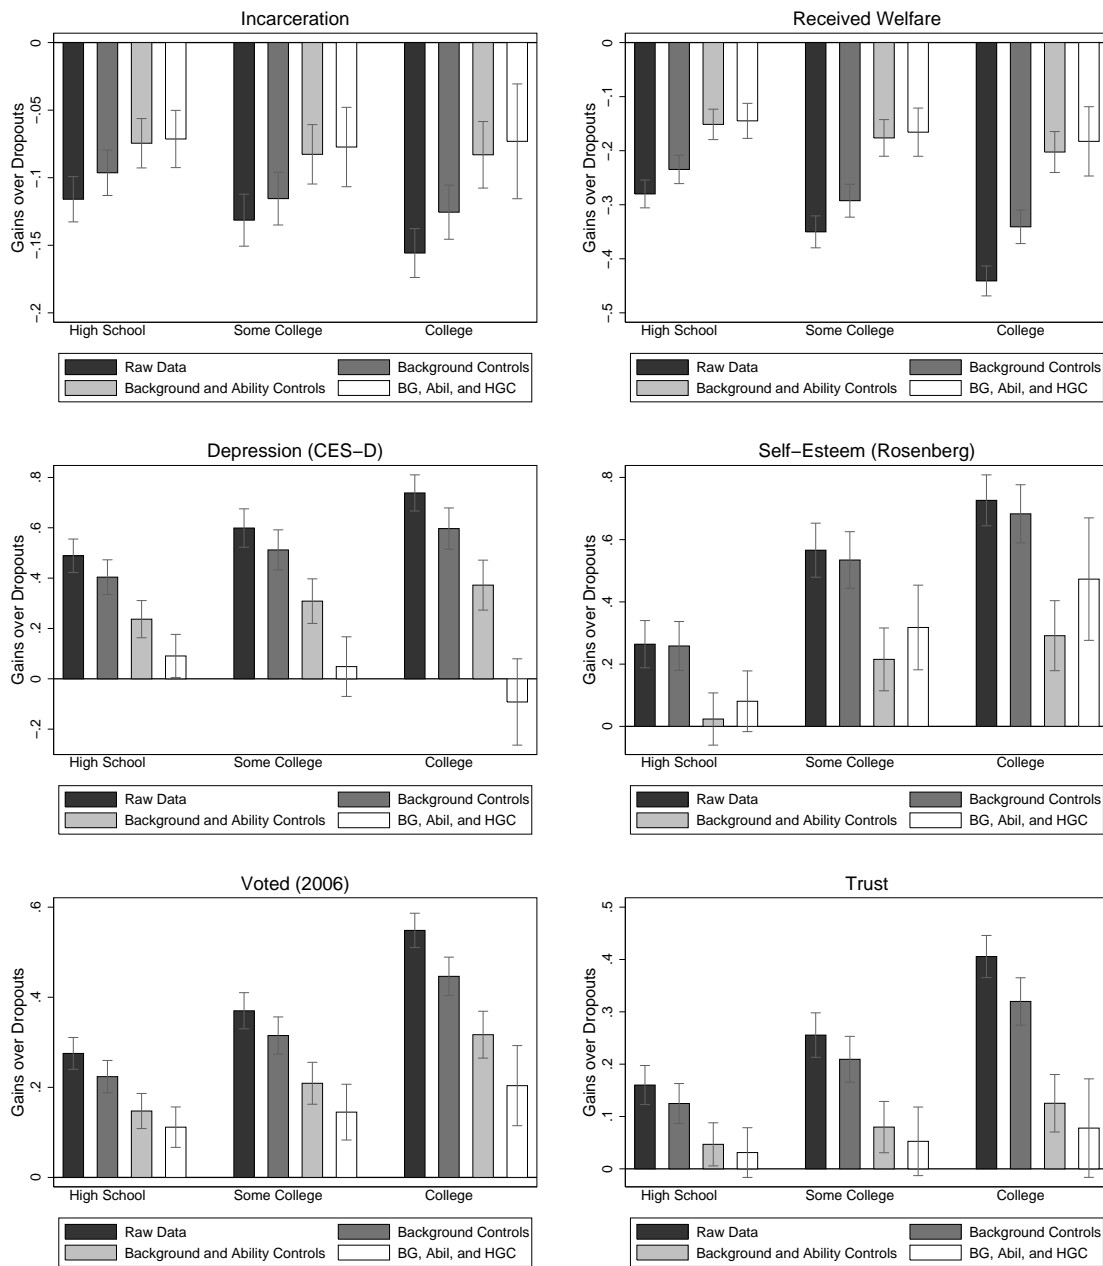 Incarceration
Gains over Dropouts
0
−.05
−.1
−.15
−.2
High School Some College College
Raw Data Background Controls
Background and Ability Controls BG, Abil, and HGC
Received Welfare
Gains over Dropouts
0
−.1
−.2
−.3
−.4
−.5
High School Some College College
Raw Data Background Controls
Background and Ability Controls BG, Abil, and HGC
Depression (CES−D)
Gains over Dropouts
.8
.6
.4
.2
0
−.2
High School Some College College
Raw Data Background Controls
Background and Ability Controls BG, Abil, and HGC
Self−Esteem (Rosenberg)
Gains over Dropouts
.8
.6
.4
.2
0
High School Some College College
Raw Data Background Controls
Background and Ability Controls BG, Abil, and HGC
Voted (2006)
Gains over Dropouts
.6
.4
.2
0
High School Some College College
Raw Data Background Controls
Background and Ability Controls BG, Abil, and HGC
Trust
Gains over Dropouts
.5
.4
.3
.2
.1
0
High School Some College College
Raw Data Background Controls
Background and Ability Controls BG, Abil, and HGC